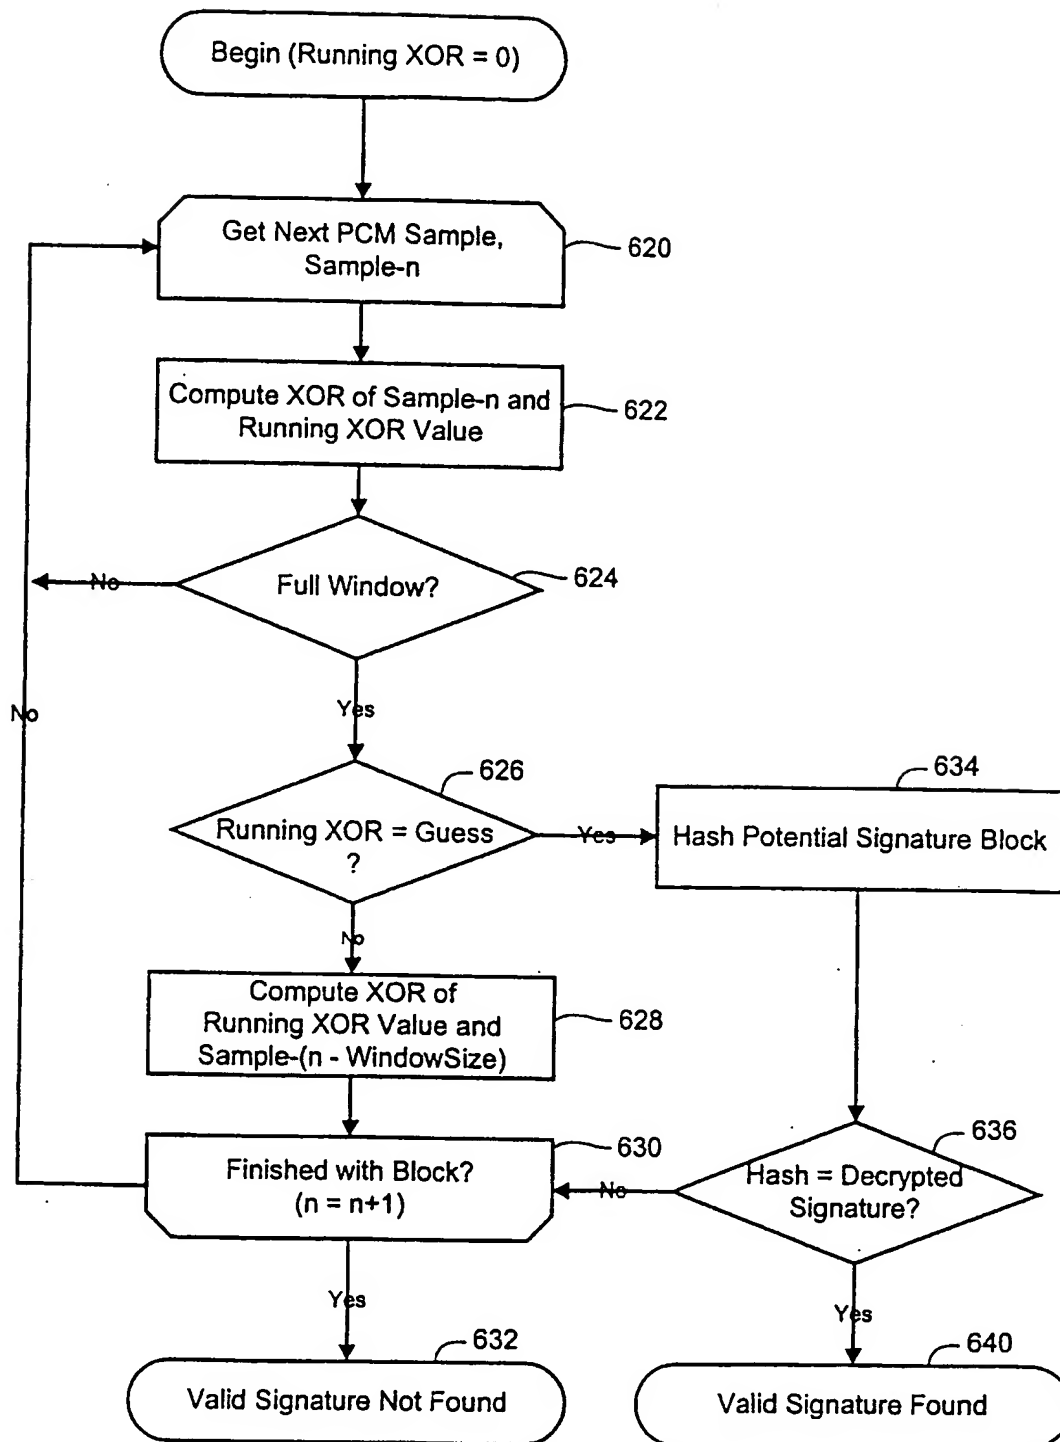 Begin (Running XOR = 0)
Get Next PCM Sample,
Sample-n
620
Compute XOR of Sample-n and
Running XOR Value
622
Full Window?
624
No
Yes
No
626
Running XOR = Guess
?
Yes
634
Hash Potential Signature Block
No
Compute XOR of
Running XOR Value and
Sample-(n - WindowSize)
628
Finished with Block?
(n = n+1)
630
No
Hash = Decrypted
Signature?
636
Yes
Yes
632
Valid Signature Not Found
640
Valid Signature Found